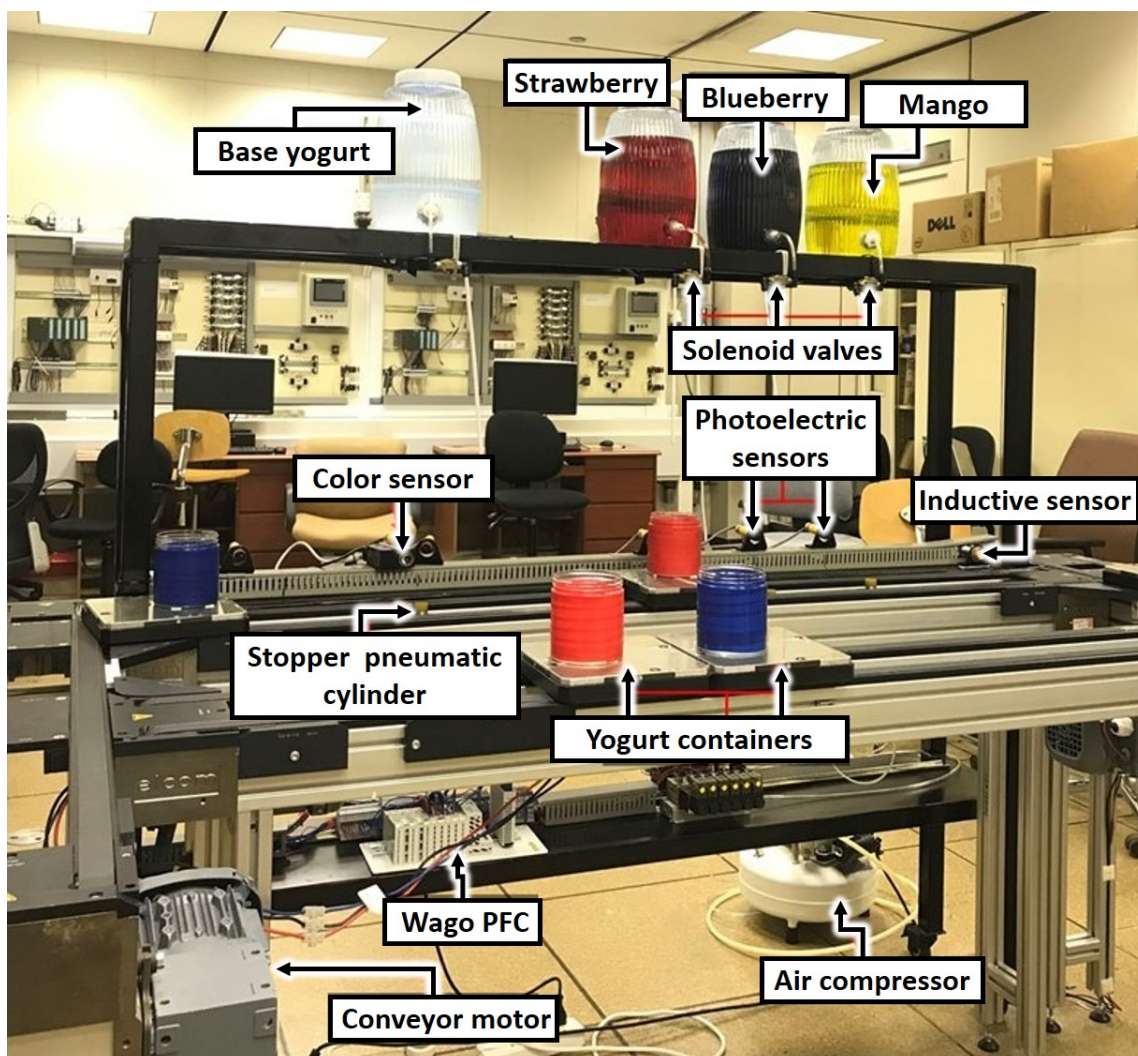 Strawberry
Blueberry
Mango
Base yogurt
DELL
Solenoid valves
Photoelectric
sensors
Color sensor
Inductive sensor
Stopper pneumatic
cylinder
Yogurt containers
elcom
Wago PFC
Air compressor
Conveyor motor